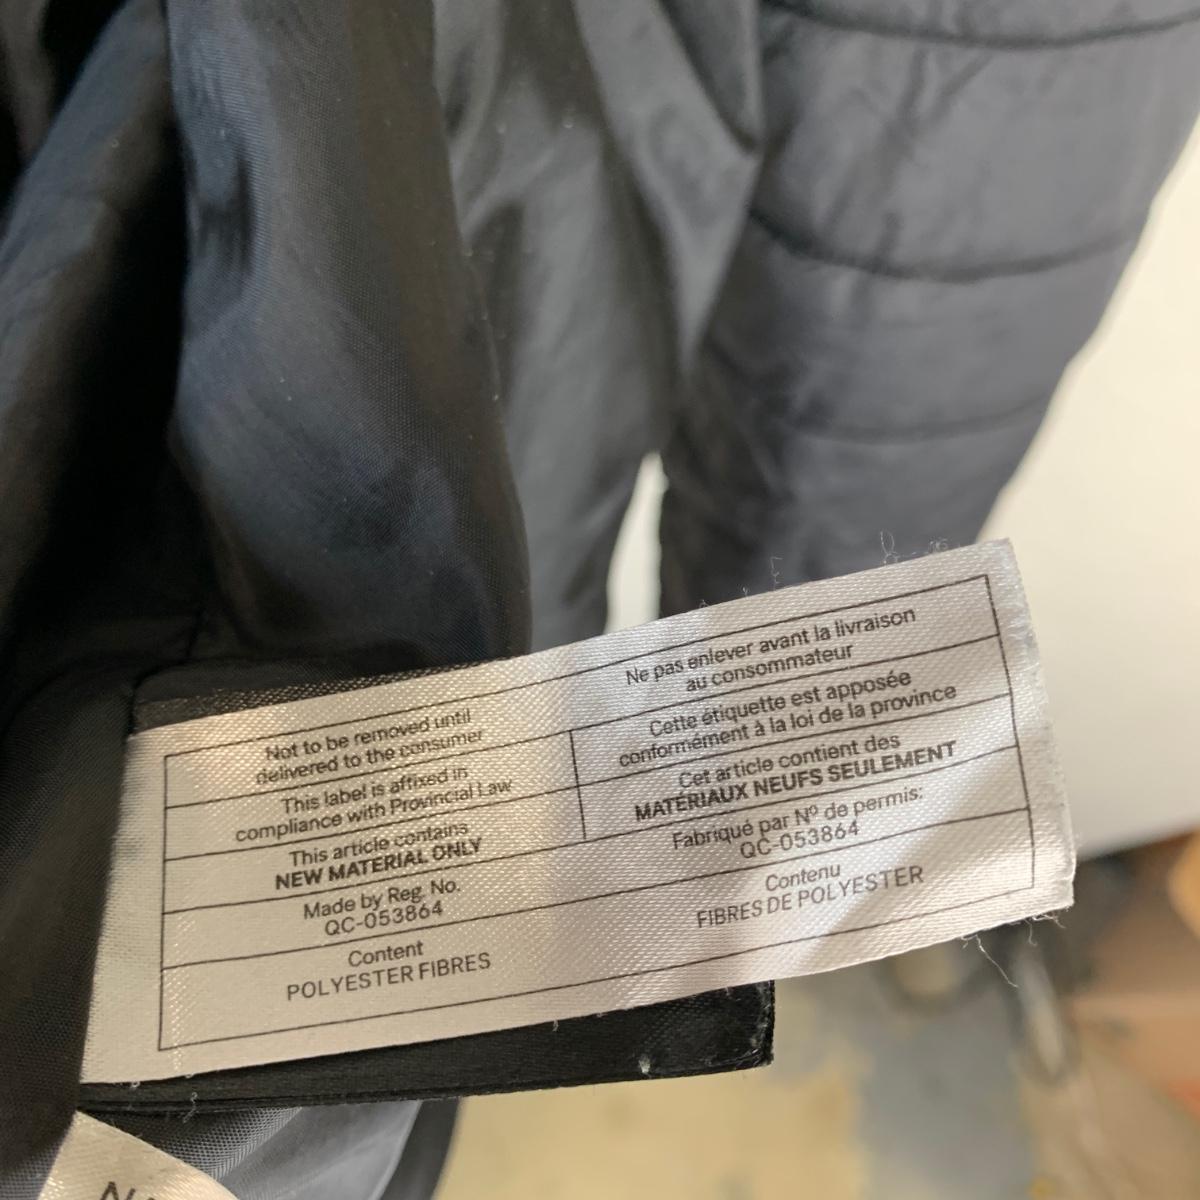 Not to be removed until
delivered to the consumer
This label is affixed in
compliance with Provincial Law
This article contains
NEW MATERIAL ONLY
Made by Reg. No.
QC-053864
Content
POLYESTER FIBRES
Ne pas enlever avant la livraison
au consommateur
Cette étiquette est apposée
conformément à la loi de la province
Cet article contient des
MATÉRIAUX NEUFS SEULEMENT
Fabriqué par Nº de permis:
QC-053864
Contenu
FIBRES DE POLYESTER